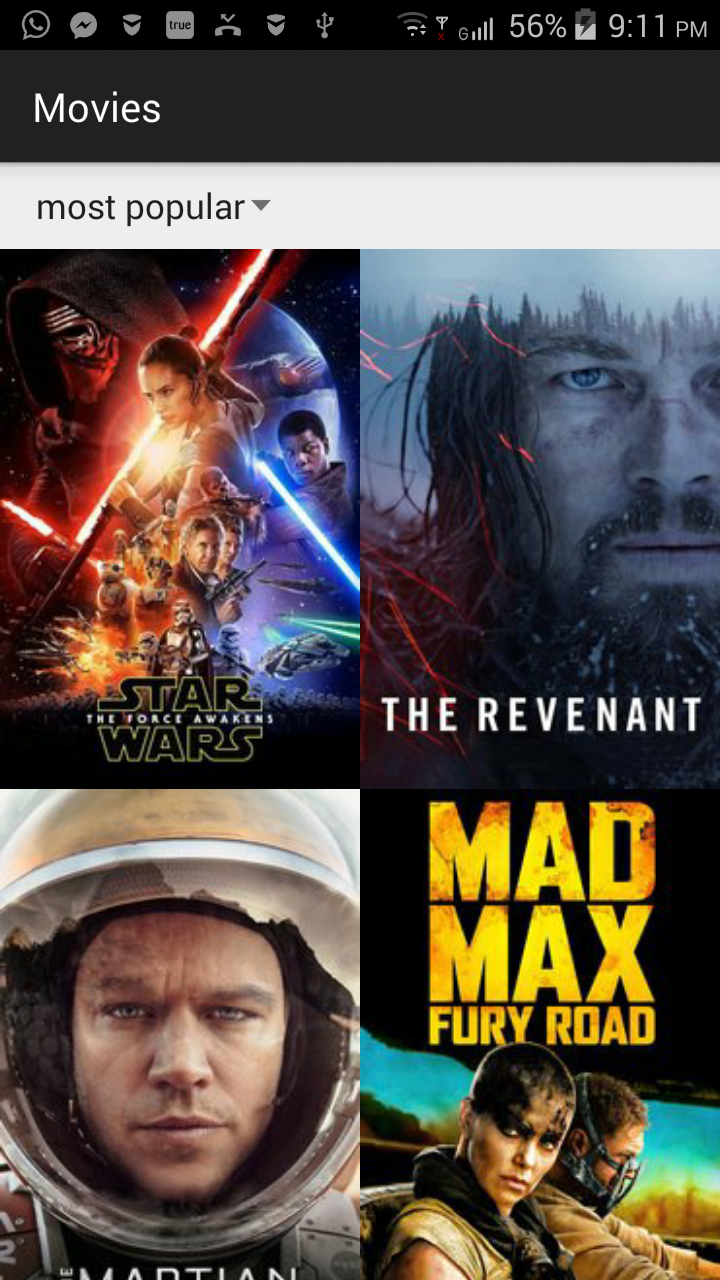 true G 56% 9:11 PM
Movies
most popular
STAR
THE FORCE AWAKENS
WARS
THE REVENANT
MAD
MAX
FURY ROAD
MARTIAN